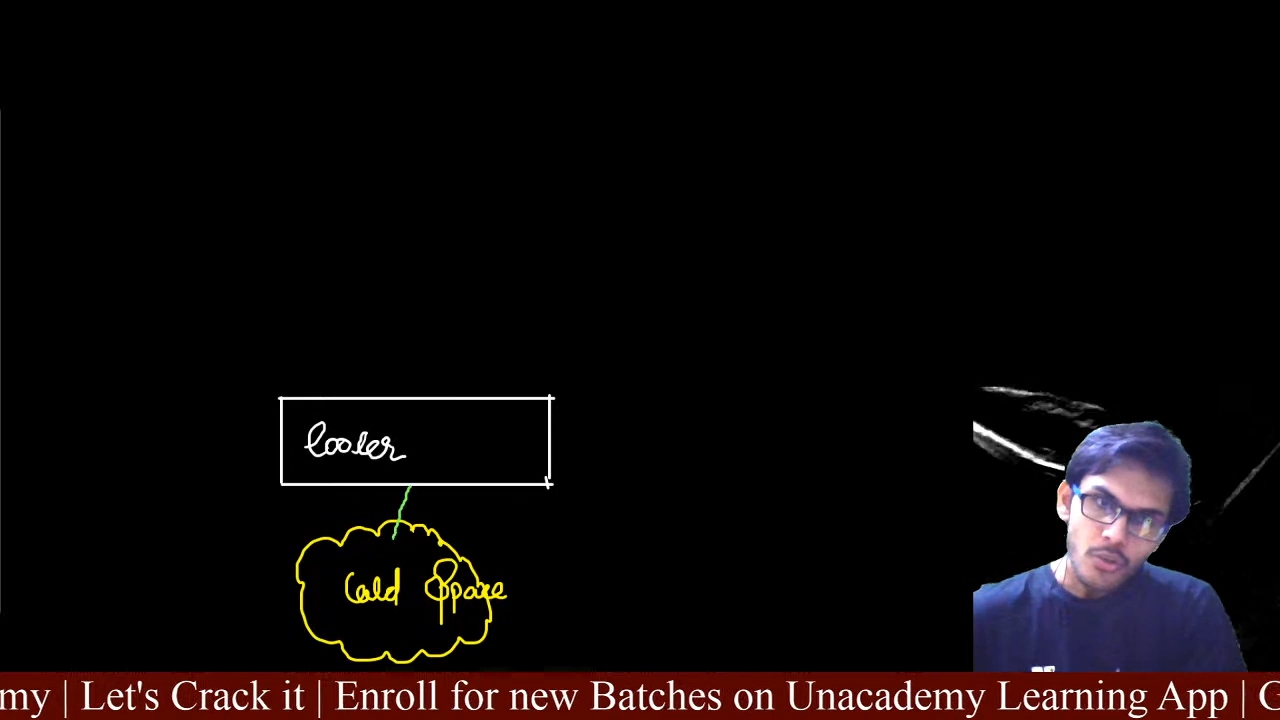 Cooler
Cold Space
my | Let's Crack it | Enroll for new Batches on Unacademy Learning App | G